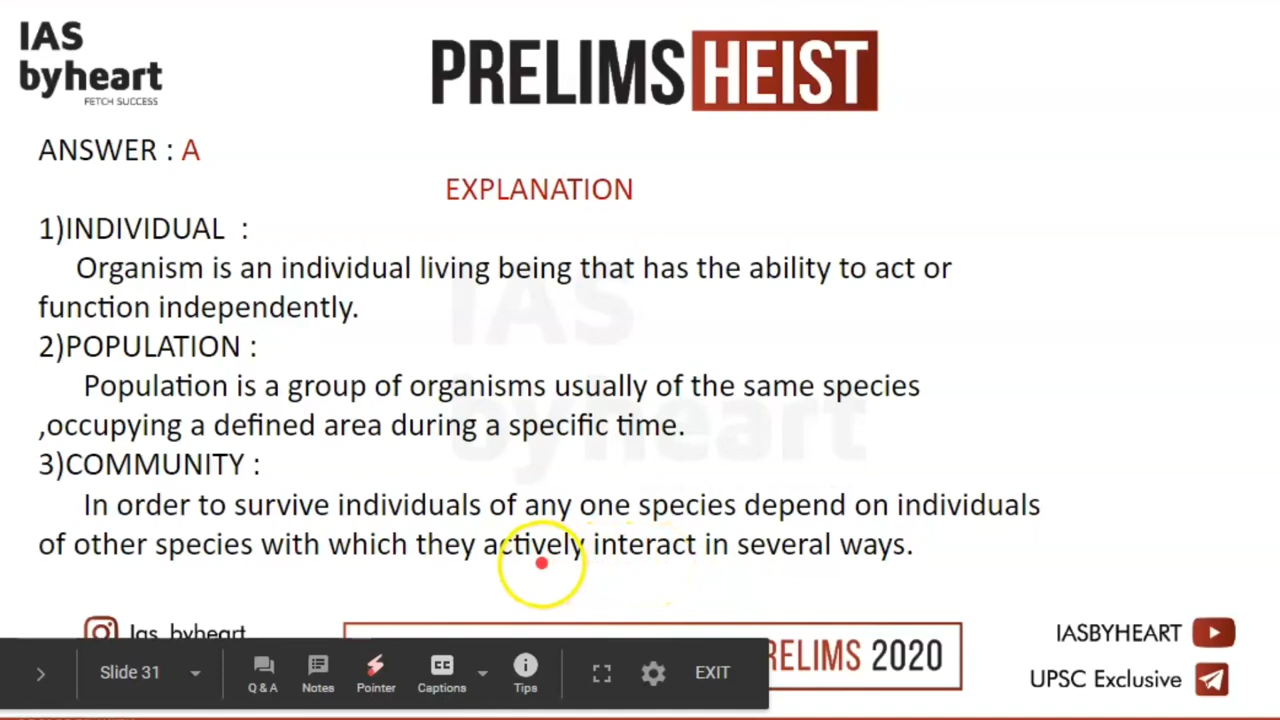 IAS
byheart
FETCH SUCCESS
PRELIMS HEIST
ANSWER : A
EXPLANATION
1)INDIVIDUAL :
Organism is an individual living being that has the ability to act or
function independently.
2)POPULATION :
Population is a group of organisms usually of the same species
,occupying a defined area during a specific time.
3)COMMUNITY :
In order to survive individuals of any one species depend on individuals
of other species with which they actively interact in several ways.
IAS
byheart
Ias_byheart
RELIMS 2020
IASBYHEART
UPSC Exclusive
Slide 31
Q & A
Notes
Pointer
CC
Captions
Tips
EXIT